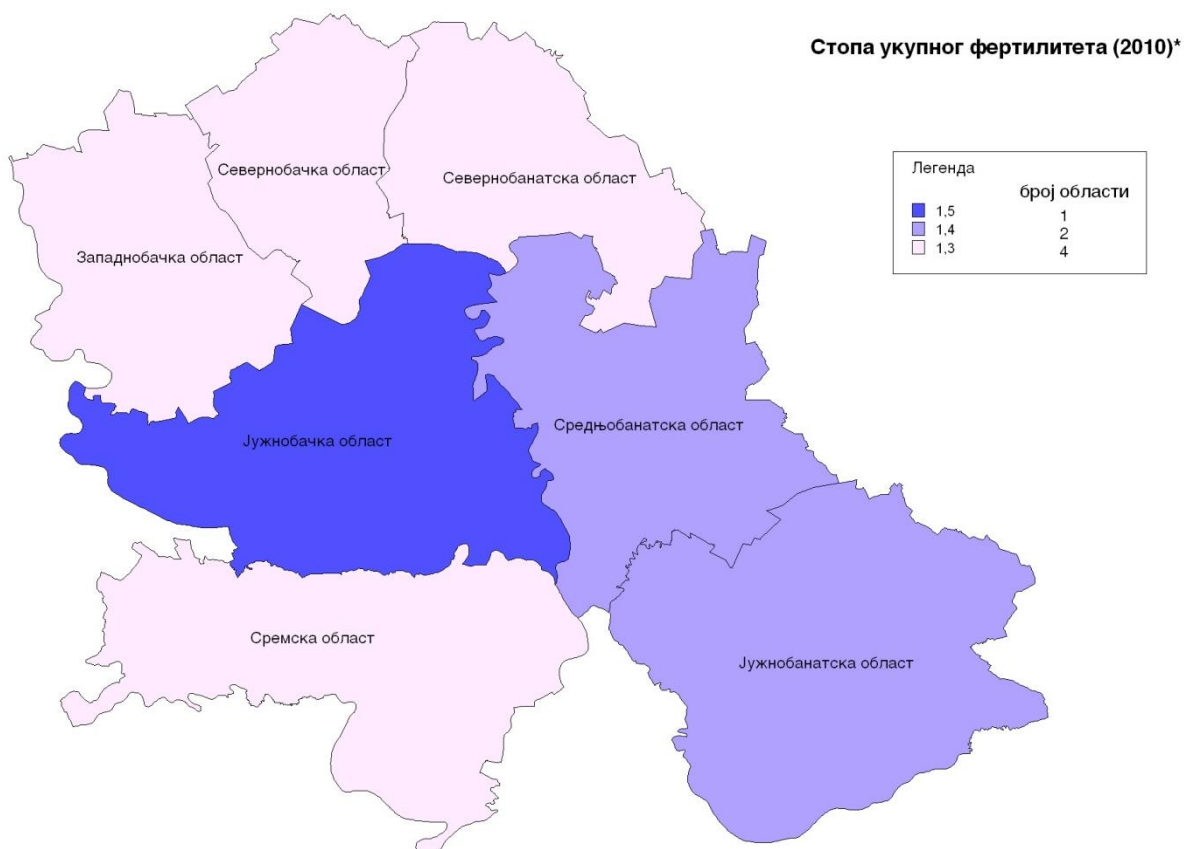 Стопа укупног фертилитета (2010)*
Легенда
број области
1,5 1
1,4 2
1,3 4
Севернобачка област
Севернобанатска област
Западнобачка област
Средњобанатска област
Јужнобачка област
Сремска област
Јужнобанатска област